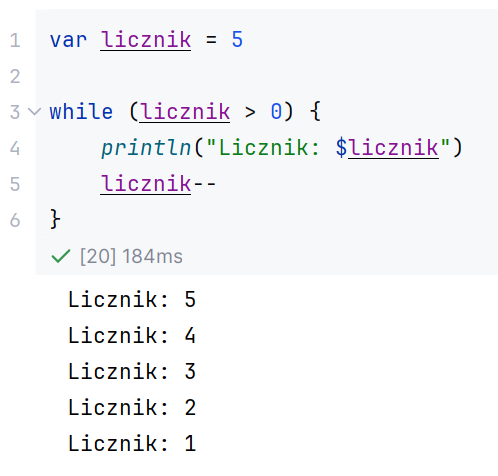 1 var licznik = 5
2
3 while (licznik > 0) {
4     println("Licznik: $licznik")
5     licznik--
6 }
[20] 184ms
Licznik: 5
Licznik: 4
Licznik: 3
Licznik: 2
Licznik: 1